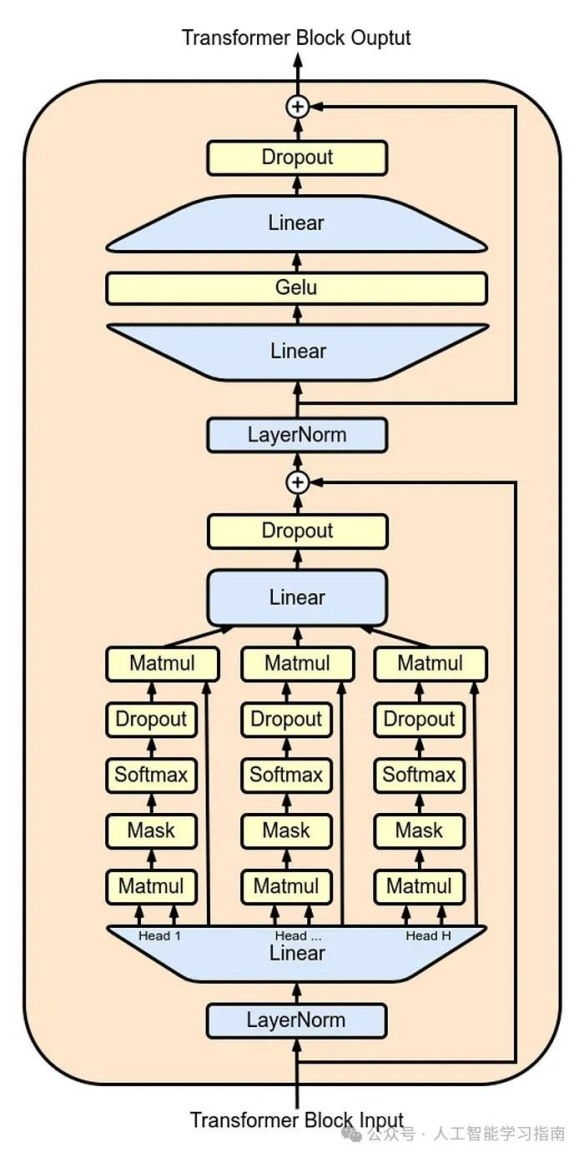 Transformer Block Ouptut
+
Dropout
Linear
Gelu
Linear
LayerNorm
+
Dropout
Linear
Matmul Matmul Matmul
Dropout Dropout Dropout
Softmax Softmax Softmax
Mask Mask Mask
Matmul Matmul Matmul
Head 1 Head ... Head H
Linear
LayerNorm
Transformer Block Input
公众号 · 人工智能学习指南